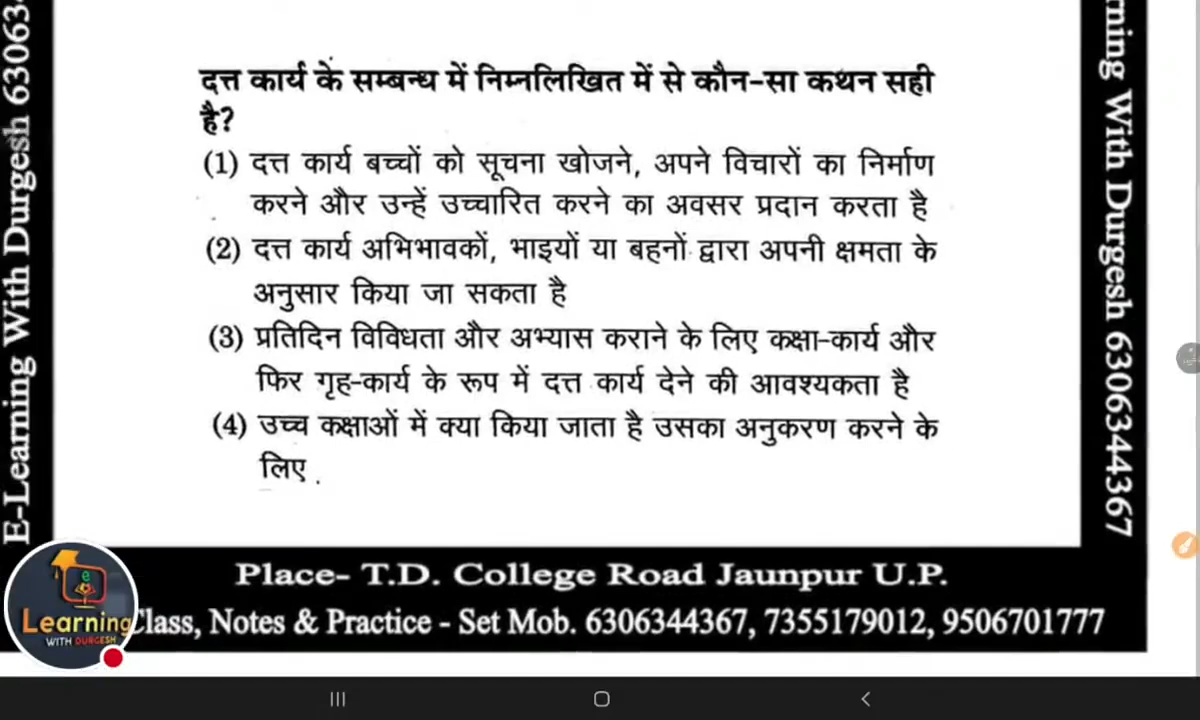 दत्त कार्य के सम्बन्ध में निम्नलिखित में से कौन-सा कथन सही
है?
(1) दत्त कार्य बच्चों को सूचना खोजने, अपने विचारों का निर्माण
करने और उन्हें उच्चारित करने का अवसर प्रदान करता है
(2) दत्त कार्य अभिभावकों, भाइयों या बहनों द्वारा अपनी क्षमता के
अनुसार किया जा सकता है
(3) प्रतिदिन विविधता और अभ्यास कराने के लिए कक्षा-कार्य और
फिर गृह-कार्य के रूप में दत्त कार्य देने की आवश्यकता है
(4) उच्च कक्षाओं में क्या किया जाता है उसका अनुकरण करने के
लिए .
E-Learning With Durgesh 63063
rning With Durgesh 6306344367
Place- T.D. College Road Jaunpur U.P.
Class, Notes & Practice - Set Mob. 6306344367, 7355179012, 9506701777
e
Learning
WITH DURGESH